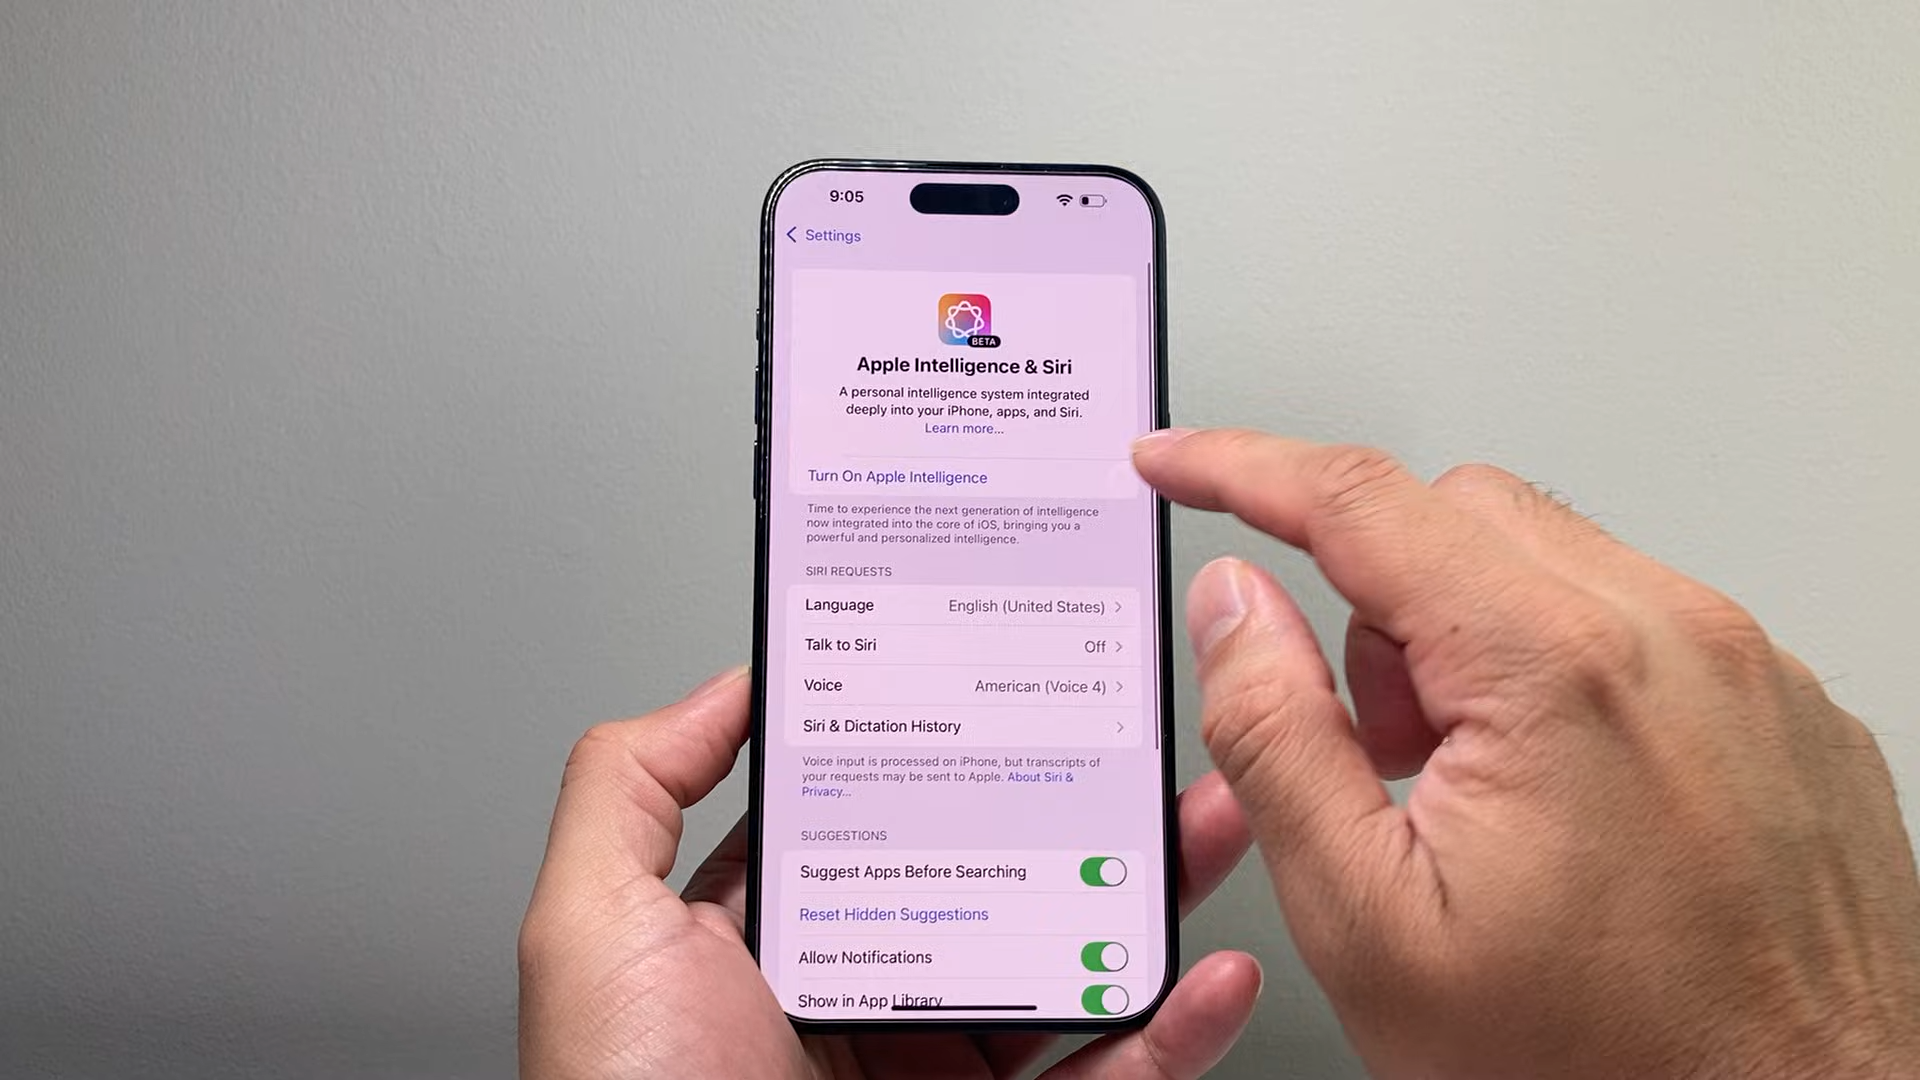 9:05
Settings
BETA
Apple Intelligence & Siri
A personal intelligence system integrated
deeply into your iPhone, apps, and Siri.
Learn more...
Turn On Apple Intelligence
Time to experience the next generation of intelligence
now integrated into the core of iOS, bringing you a
powerful and personalized intelligence.
SIRI REQUESTS
Language English (United States)
Talk to Siri Off
Voice American (Voice 4)
Siri & Dictation History
Voice input is processed on iPhone, but transcripts of
your requests may be sent to Apple. About Siri &
Privacy...
SUGGESTIONS
Suggest Apps Before Searching
Reset Hidden Suggestions
Allow Notifications
Show in App Library